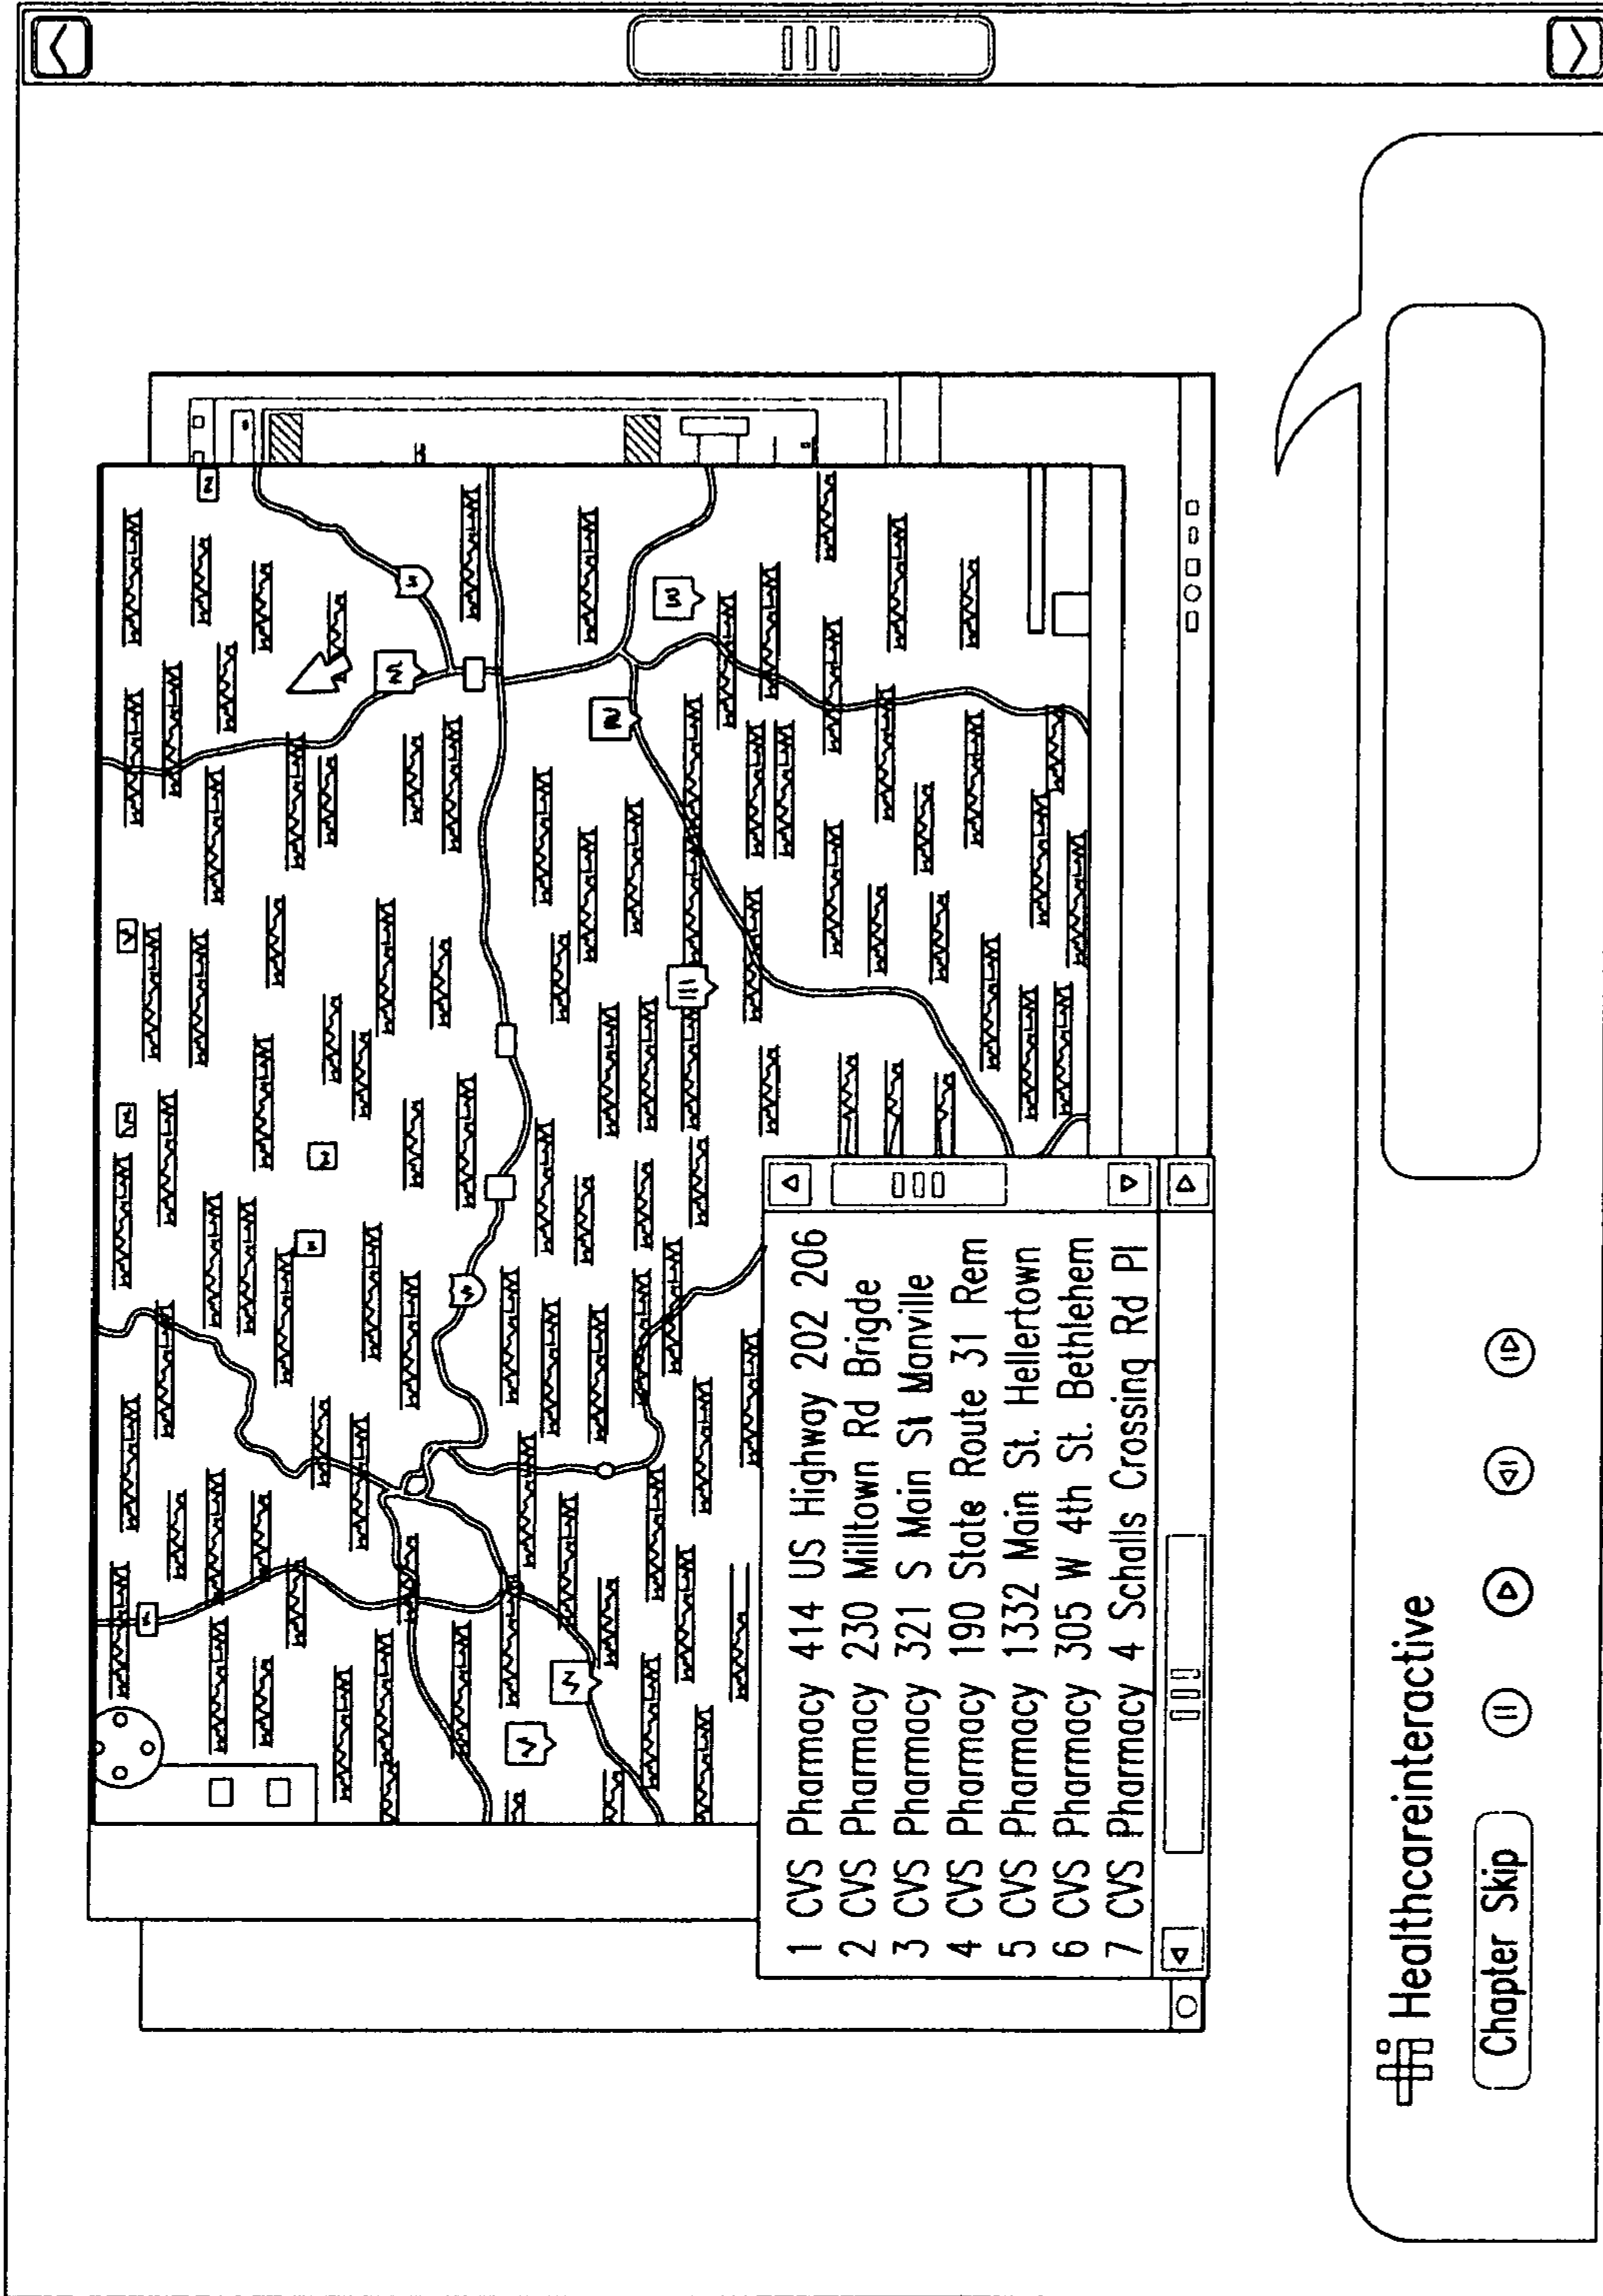 1 CVS Pharmacy 414 US Highway 202 206
2 CVS Pharmacy 230 Milltown Rd Brigde
3 CVS Pharmacy 321 S Main St Manville
4 CVS Pharmacy 190 State Route 31 Rem
5 CVS Pharmacy 1332 Main St. Hellertown
6 CVS Pharmacy 305 W 4th St. Bethlehem
7 CVS Pharmacy 4 Schalls Crossing Rd Pl
Healthcareinteractive
Chapter Skip